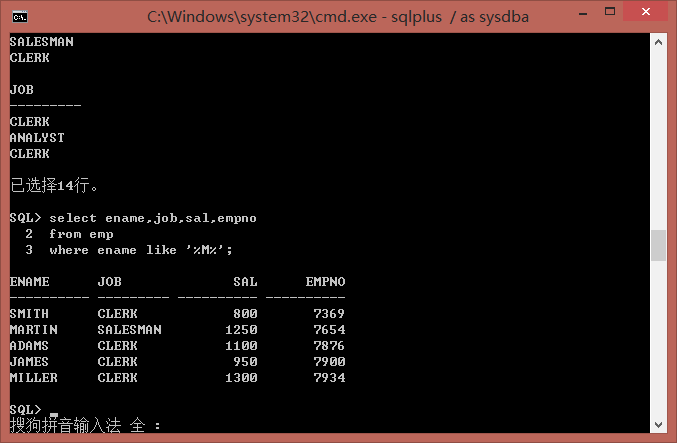 C:\Windows\system32\cmd.exe - sqlplus / as sysdba
SALESMAN
CLERK
JOB
---------
CLERK
ANALYST
CLERK
已选择14行。
SQL> select ename,job,sal,empno
2 from emp
3 where ename like '%M%';
ENAME JOB SAL EMPNO
---------- --------- ---------- ----------
SMITH CLERK 800 7369
MARTIN SALESMAN 1250 7654
ADAMS CLERK 1100 7876
JAMES CLERK 950 7900
MILLER CLERK 1300 7934
SQL> _
搜狗拼音输入法 全 :